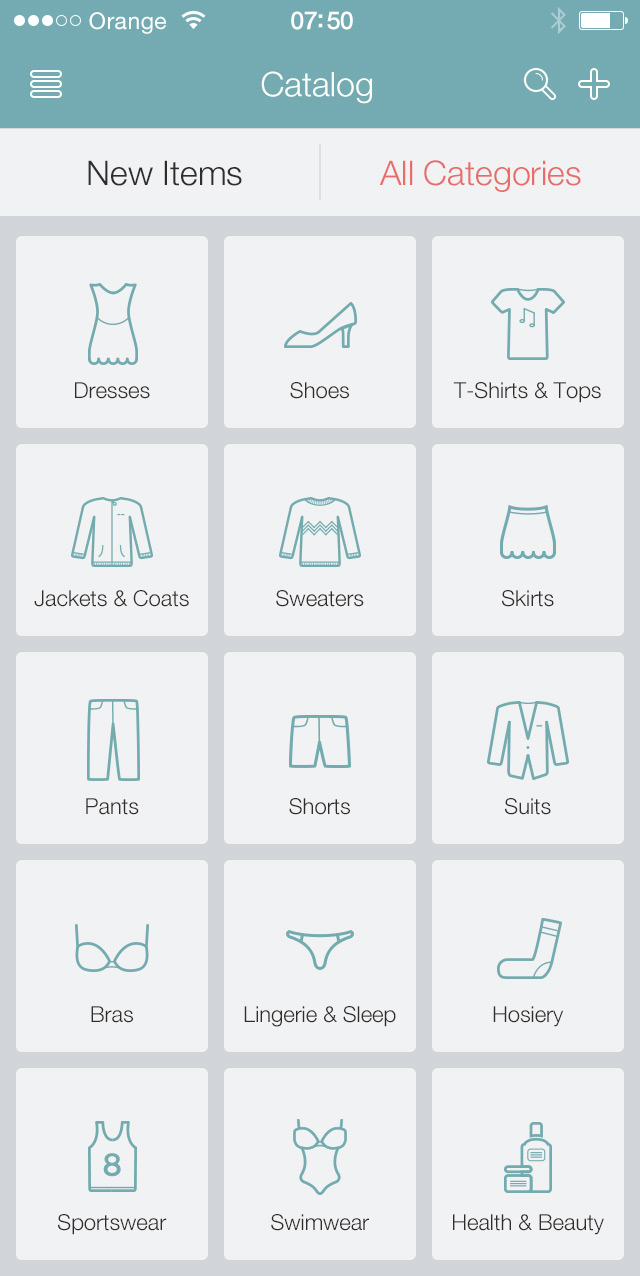 Orange 07:50
Catalog
New Items All Categories
Dresses Shoes T-Shirts & Tops
Jackets & Coats Sweaters Skirts
Pants Shorts Suits
Bras Lingerie & Sleep Hosiery
8
Sportswear Swimwear Health & Beauty